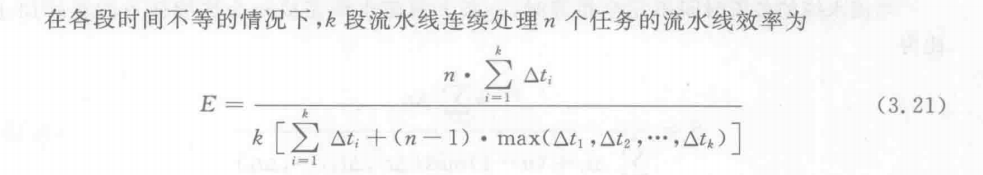 在各段时间不等的情况下,k 段流水线连续处理 n 个任务的流水线效率为
E = \frac{n \cdot \sum_{i=1}^{k} \Delta t_i}{k \left[ \sum_{i=1}^{k} \Delta t_i + (n-1) \cdot \max(\Delta t_1, \Delta t_2, \cdots, \Delta t_k) \right]} (3.21)